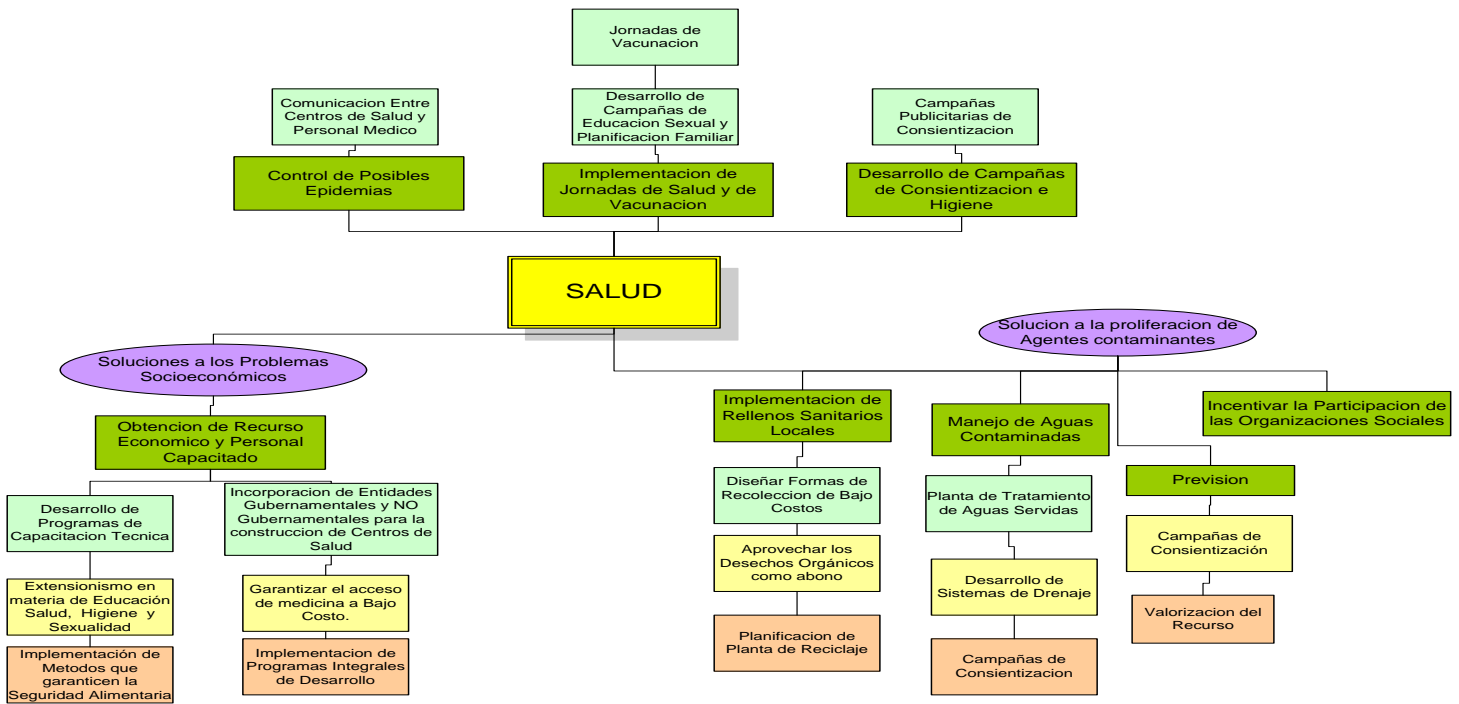 Jornadas de
Vacunacion
Comunicacion Entre
Centros de Salud y
Personal Medico
Desarrollo de
Campañas de
Educacion Sexual y
Planificacion Familiar
Campañas
Publicitarias de
Consientizacion
Control de Posibles
Epidemias
Implementacion de
Jornadas de Salud y de
Vacunacion
Desarrollo de Campañas
de Consientizacion e
Higiene
SALUD
Soluciones a los Problemas
Socioeconómicos
Solucion a la proliferacion de
Agentes contaminantes
Obtencion de Recurso
Economico y Personal
Capacitado
Implementacion de
Rellenos Sanitarios
Locales
Manejo de Aguas
Contaminadas
Incentivar la Participacion de
las Organizaciones Sociales
Prevision
Desarrollo de
Programas de
Capacitacion Tecnica
Incorporacion de Entidades
Gubernamentales y NO
Gubernamentales para la
construccion de Centros de
Salud
Diseñar Formas de
Recoleccion de Bajo
Costos
Planta de Tratamiento
de Aguas Servidas
Campañas de
Consientización
Extensionismo en
materia de Educación
Salud, Higiene y
Sexualidad
Garantizar el acceso
de medicina a Bajo
Costo.
Aprovechar los
Desechos Orgánicos
como abono
Desarrollo de
Sistemas de Drenaje
Valorizacion del
Recurso
Implementación de
Metodos que
garanticen la
Seguridad Alimentaria
Implementacion de
Programas Integrales
de Desarrollo
Planificacion de
Planta de Reciclaje
Campañas de
Consientizacion